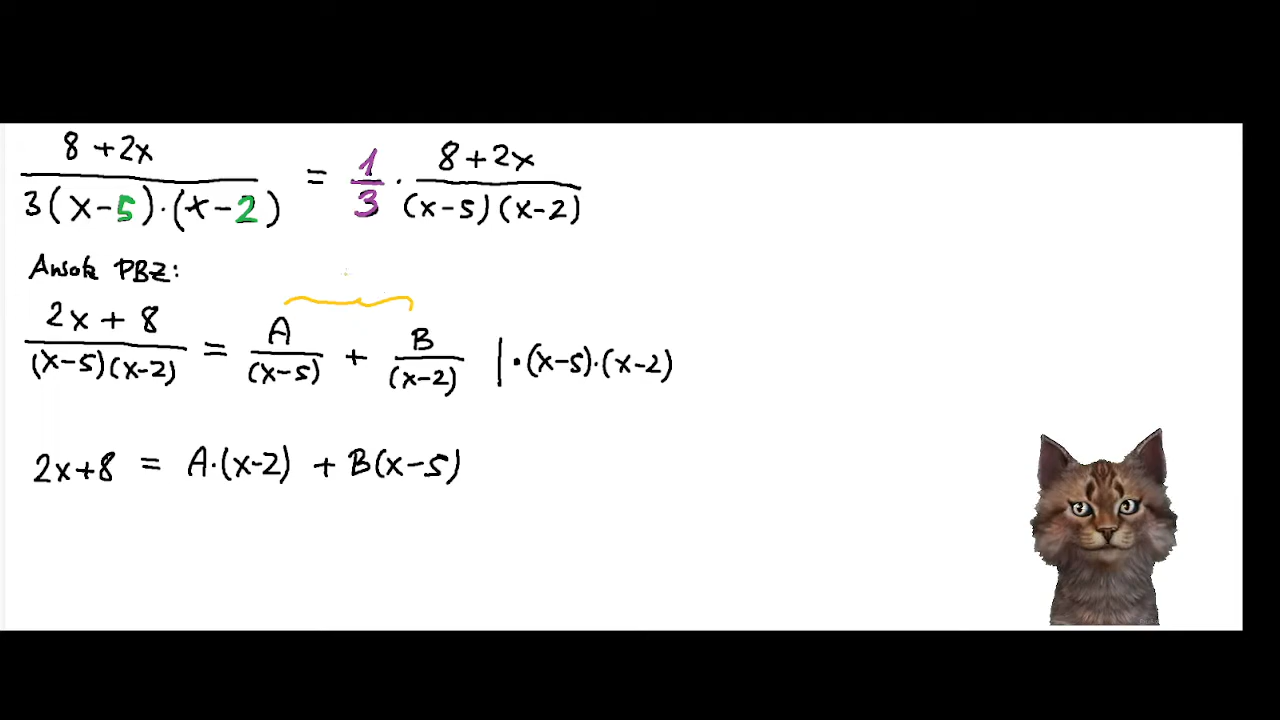 (8 + 2x)/(3(x-5)·(x-2)) = 1/3 · (8 + 2x)/((x-5)(x-2))
Ansatz PBZ:
(2x + 8)/((x-5)(x-2)) = A/(x-5) + B/(x-2) | ·(x-5)·(x-2)
2x+8 = A·(x-2) + B(x-5)